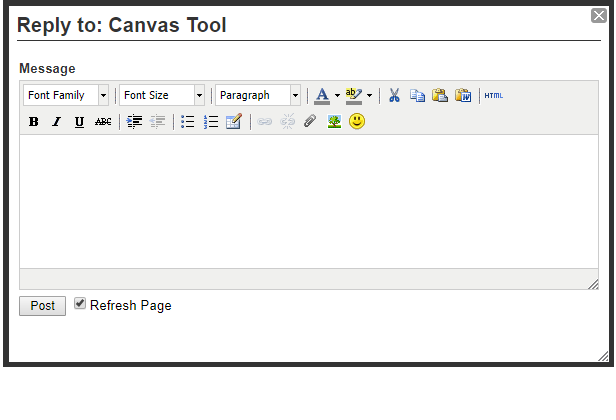 Reply to: Canvas Tool
Message
Font Family Font Size Paragraph A ab HTML
B I U ABC
Post Refresh Page